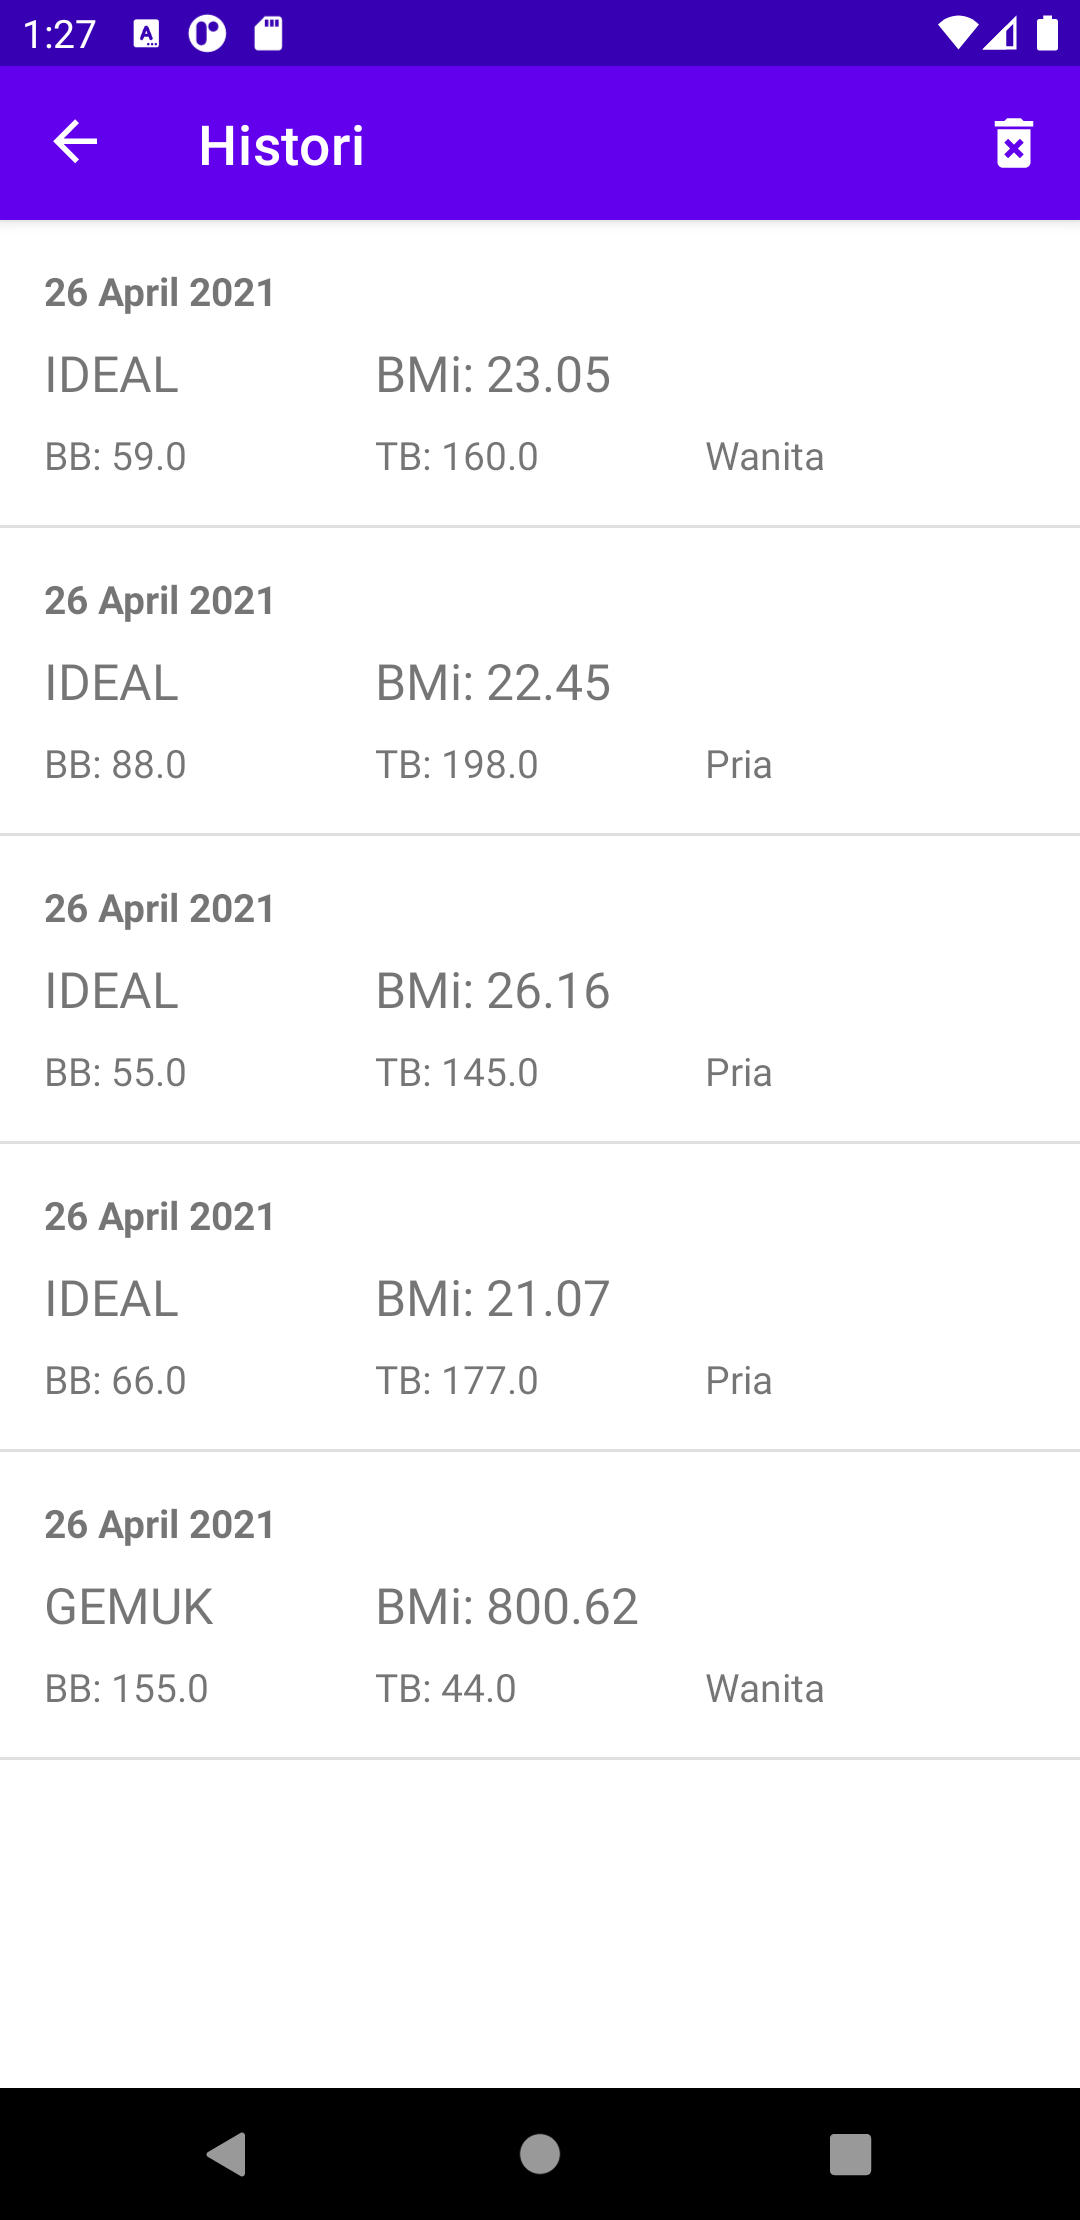 1:27
Histori
26 April 2021
IDEAL BMi: 23.05
BB: 59.0 TB: 160.0 Wanita
26 April 2021
IDEAL BMi: 22.45
BB: 88.0 TB: 198.0 Pria
26 April 2021
IDEAL BMi: 26.16
BB: 55.0 TB: 145.0 Pria
26 April 2021
IDEAL BMi: 21.07
BB: 66.0 TB: 177.0 Pria
26 April 2021
GEMUK BMi: 800.62
BB: 155.0 TB: 44.0 Wanita